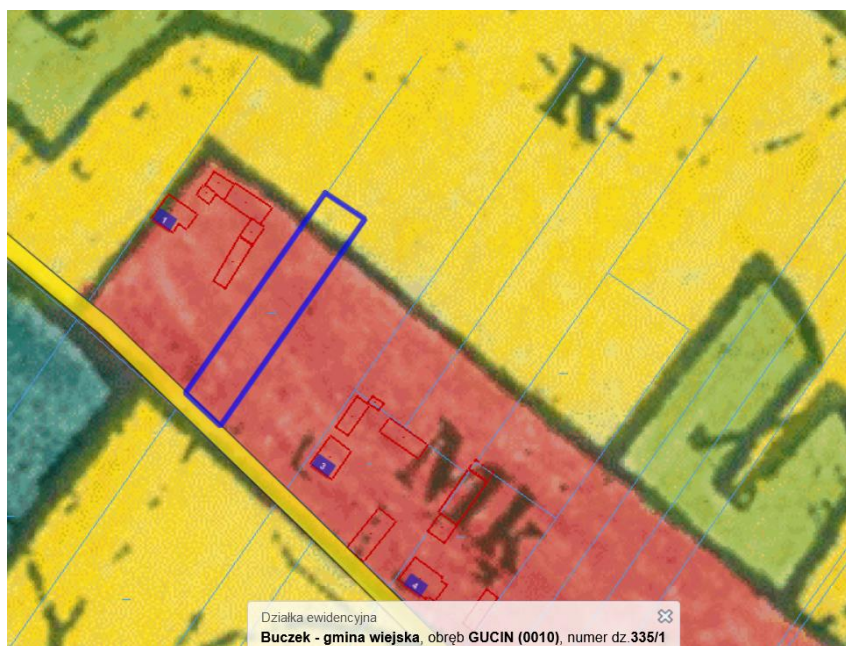 R
1
3
Mk
4
Działka ewidencyjna
Buczek - gmina wiejska, obręb GUCIN (0010), numer dz.335/1